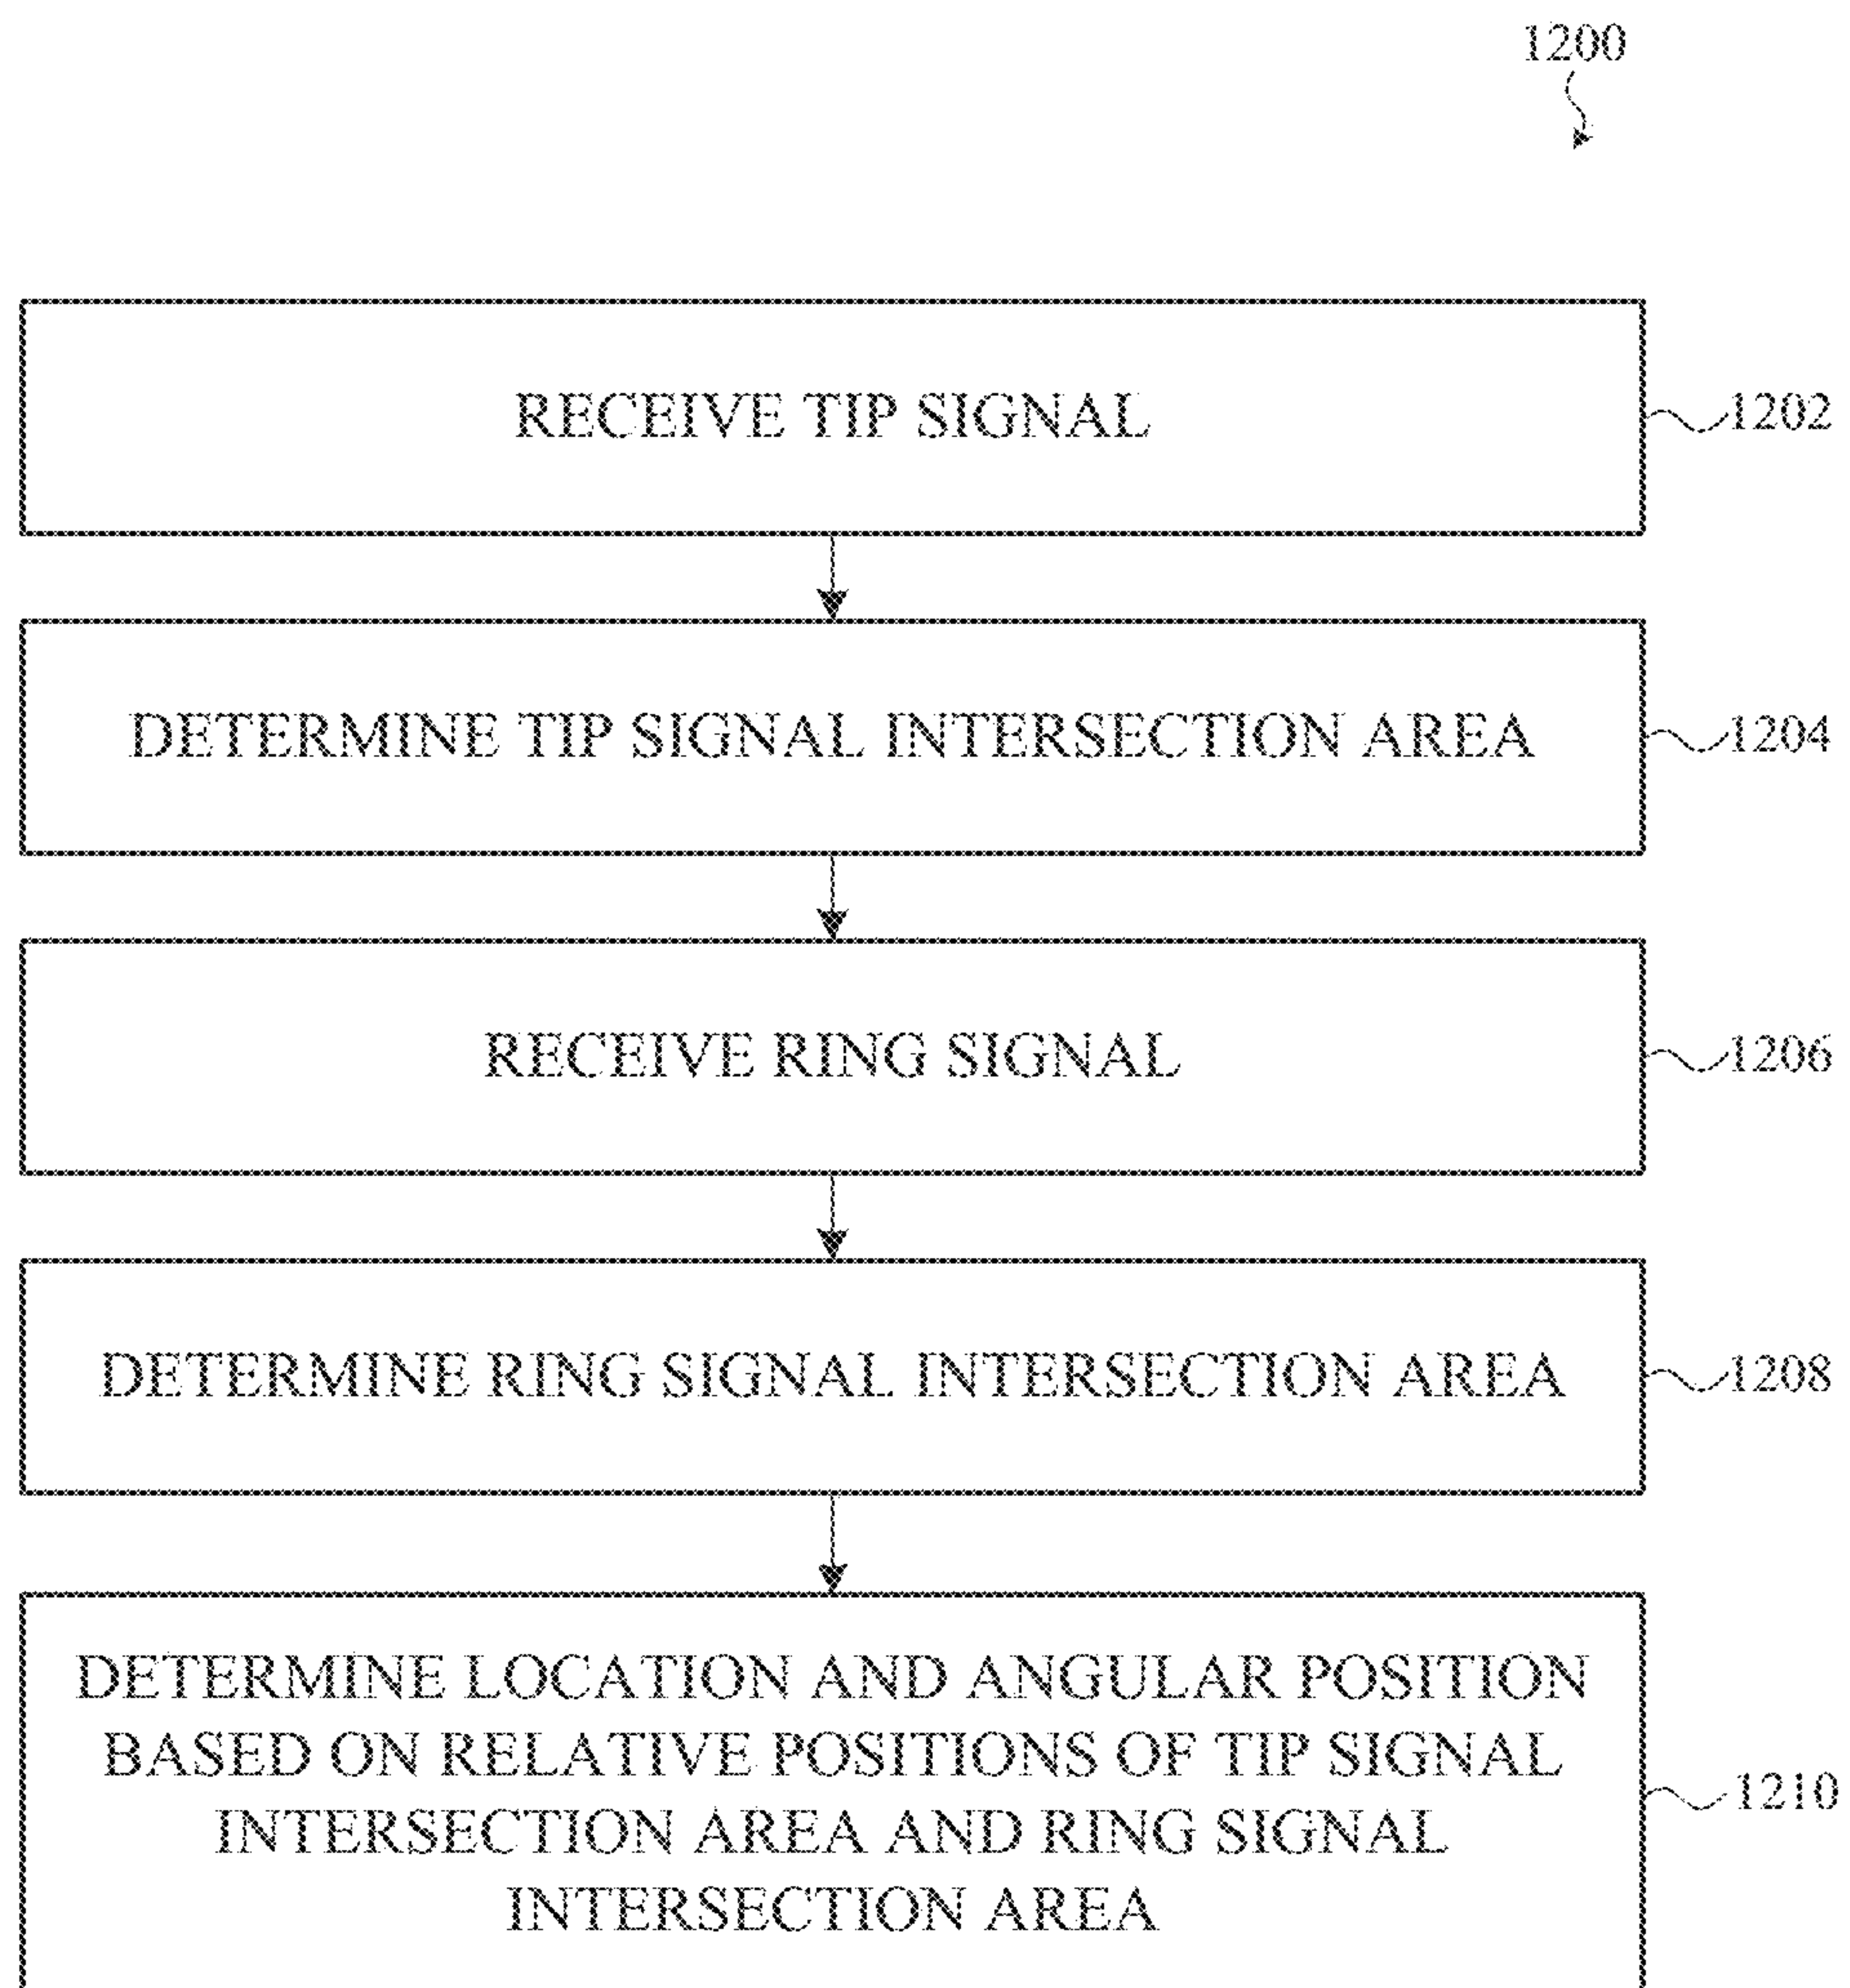 1200
RECEIVE TIP SIGNAL
1202
DETERMINE TIP SIGNAL INTERSECTION AREA
1204
RECEIVE RING SIGNAL
1206
DETERMINE RING SIGNAL INTERSECTION AREA
1208
DETERMINE LOCATION AND ANGULAR POSITION
BASED ON RELATIVE POSITIONS OF TIP SIGNAL
INTERSECTION AREA AND RING SIGNAL
INTERSECTION AREA
1210